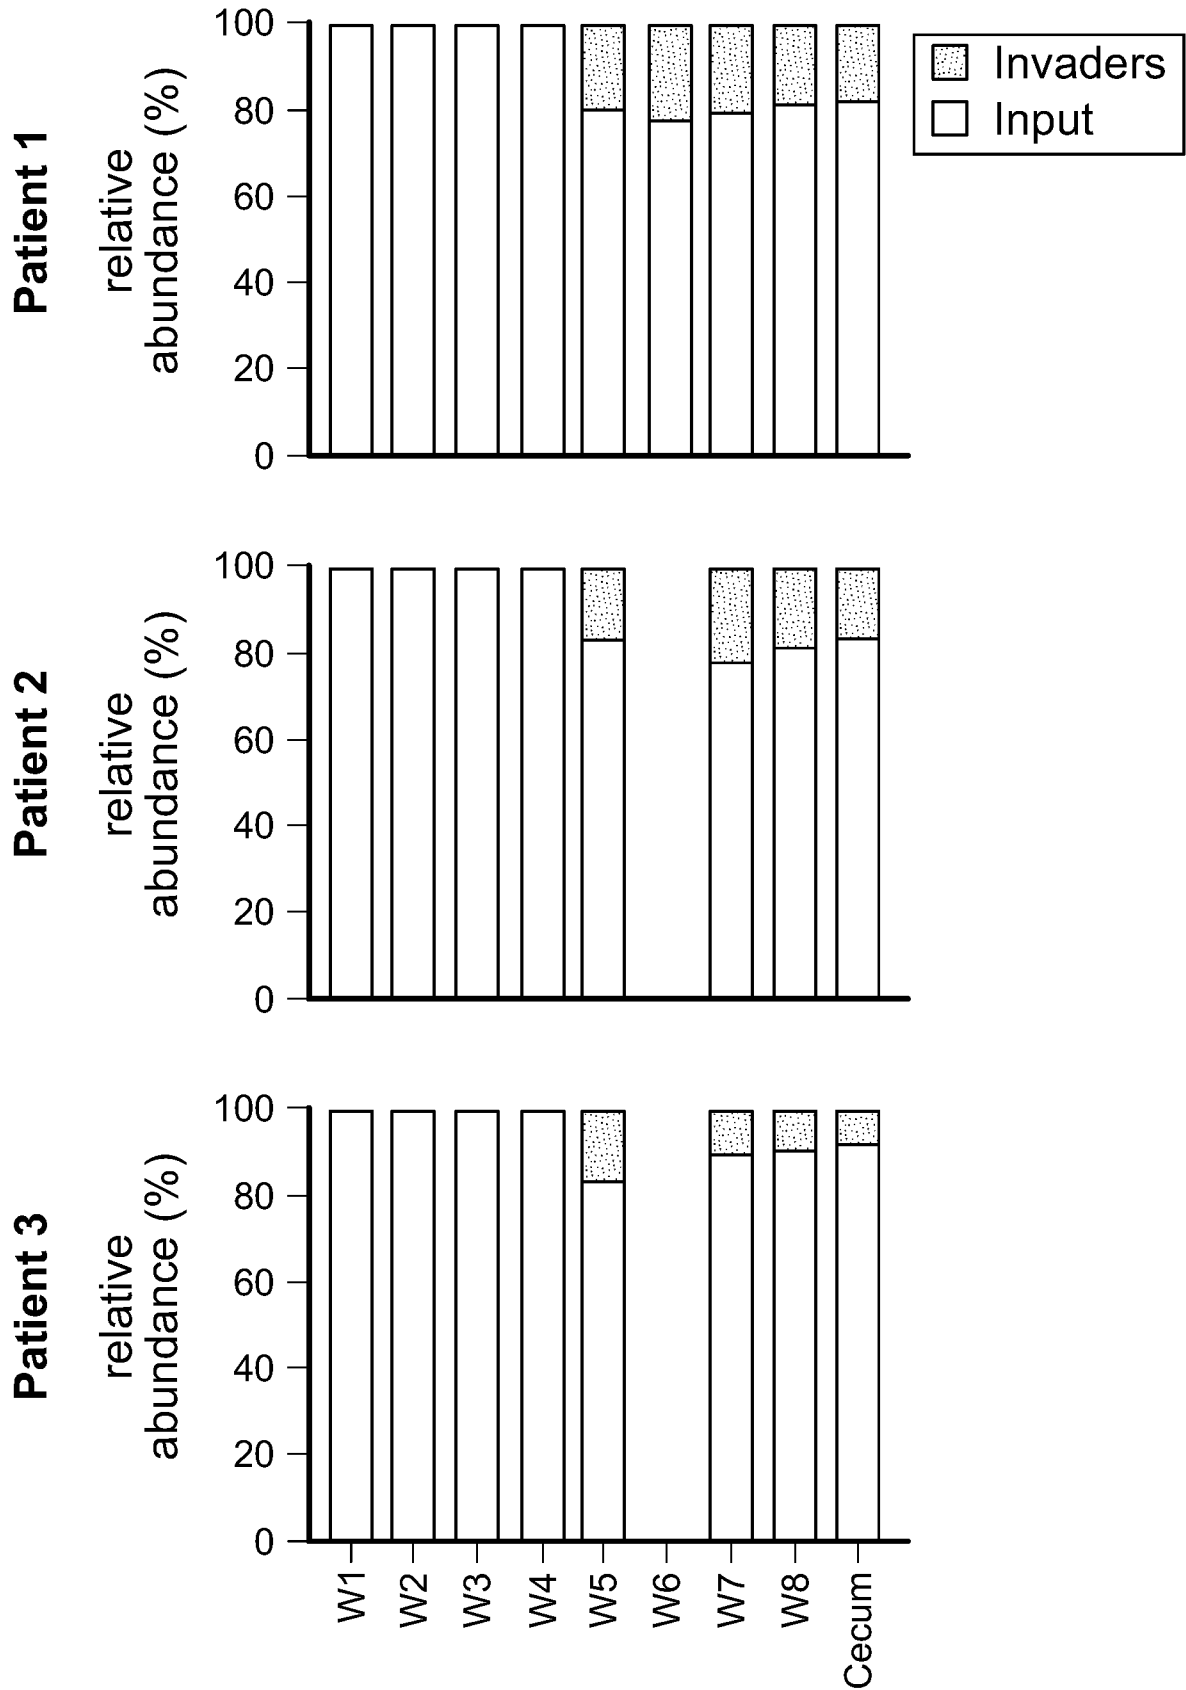 Patient 1
relative
abundance (%)
100
80
60
40
20
0
Invaders
Input
Patient 2
relative
abundance (%)
100
80
60
40
20
0
Patient 3
relative
abundance (%)
100
80
60
40
20
0
W1
W2
W3
W4
W5
W6
W7
W8
Cecum